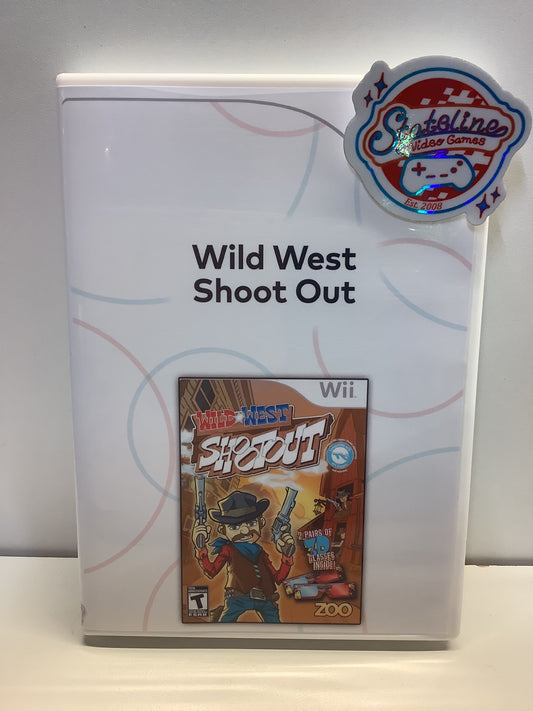 Stateline
Video Games
Est. 2008
Wild West
Shoot Out
Wii
WILD WEST
SHOOTOUT
2 PAIRS OF
3D
GLASSES
INSIDE!
T
ZOO